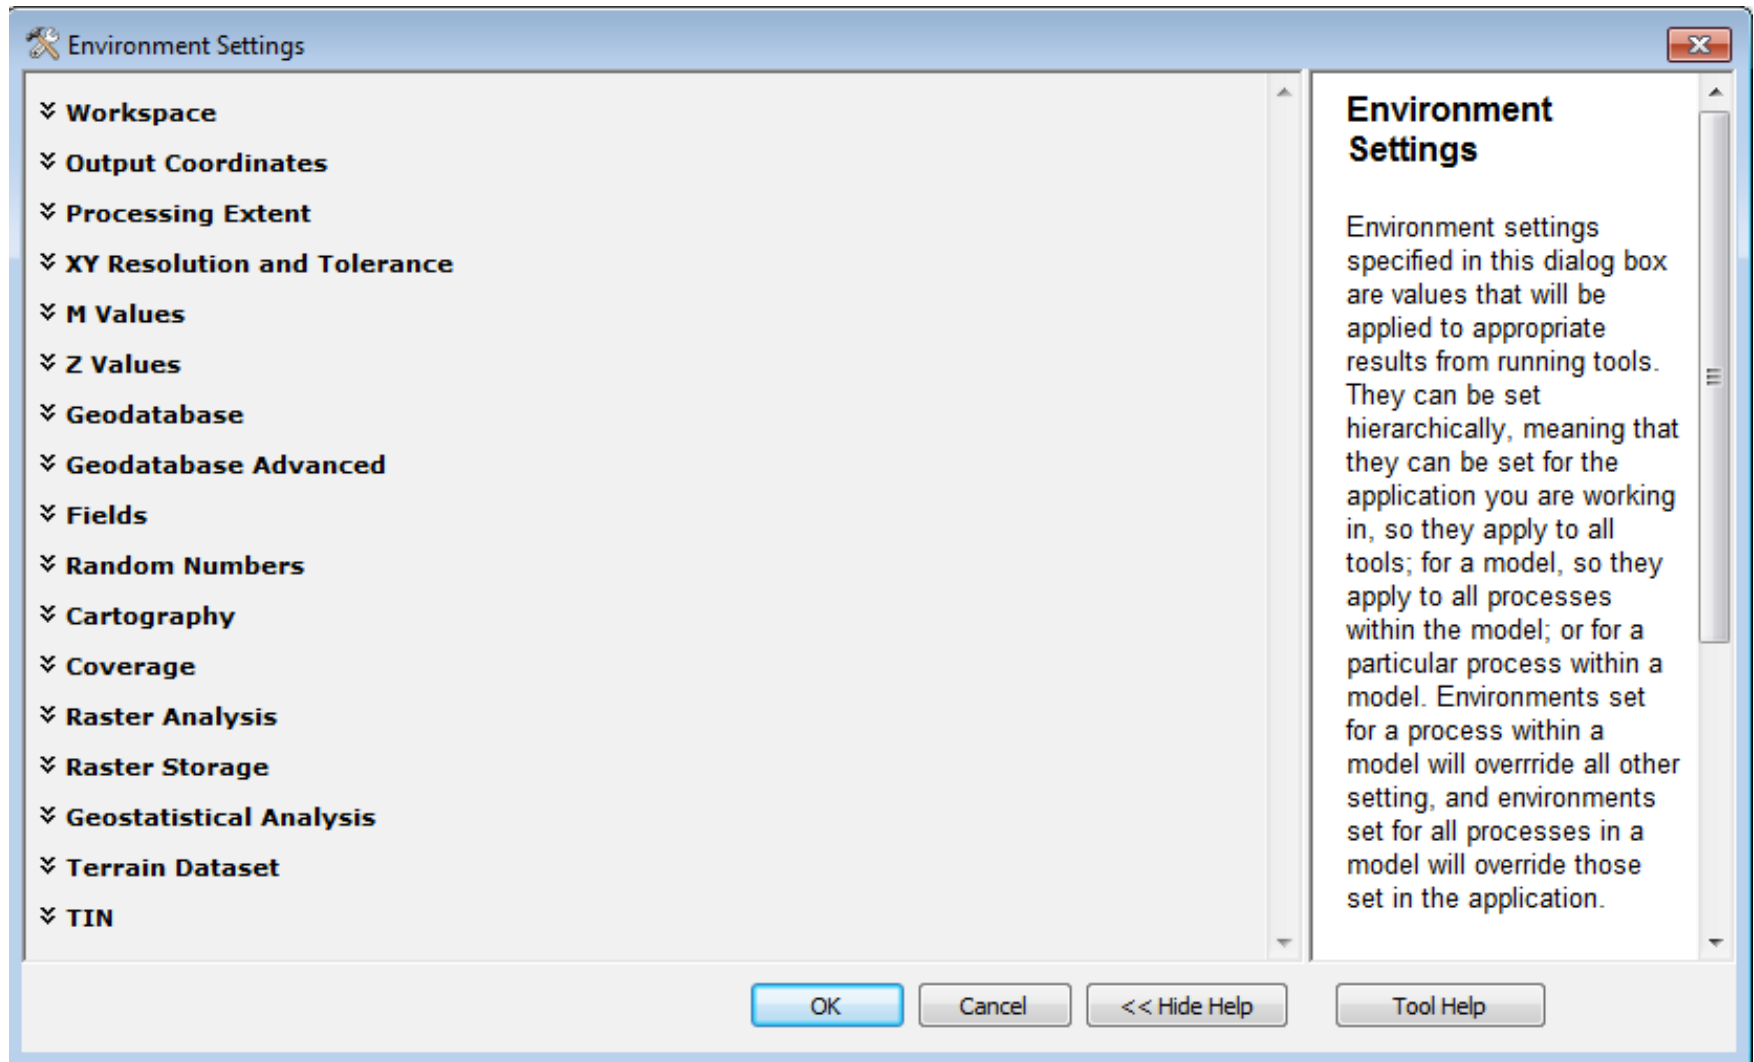 Environment Settings
Workspace
Output Coordinates
Processing Extent
XY Resolution and Tolerance
M Values
Z Values
Geodatabase
Geodatabase Advanced
Fields
Random Numbers
Cartography
Coverage
Raster Analysis
Raster Storage
Geostatistical Analysis
Terrain Dataset
TIN
Environment
Settings
Environment settings
specified in this dialog box
are values that will be
applied to appropriate
results from running tools.
They can be set
hierarchically, meaning that
they can be set for the
application you are working
in, so they apply to all
tools; for a model, so they
apply to all processes
within the model; or for a
particular process within a
model. Environments set
for a process within a
model will overrride all other
setting, and environments
set for all processes in a
model will override those
set in the application.
OK
Cancel
<< Hide Help
Tool Help